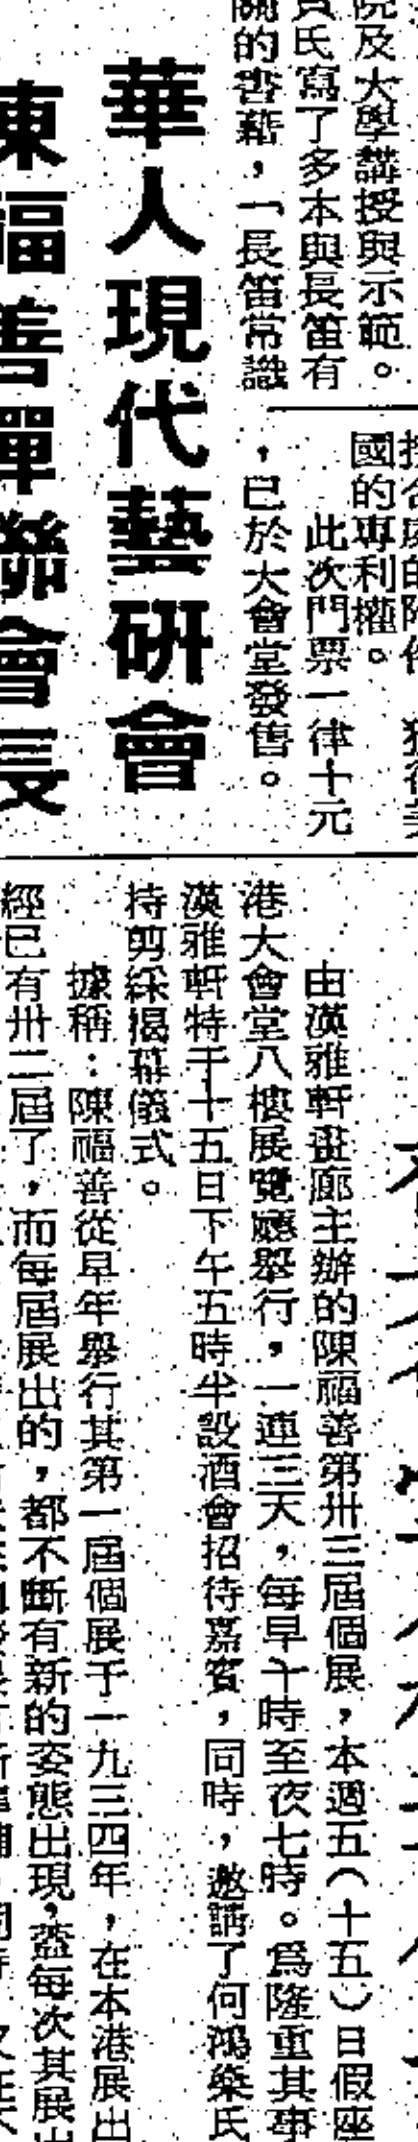 院及大學講授與示範。
氏寫了多本與長笛有
關的書籍，「長笛常識
國的專利權。
此次門票一律十元
，已於大會堂發售。
華人現代藝研會
陳福善彈聯會長
由漢雅軒畫廊主辦的陳福善第卅三屆個展，本週五（十五）日假座
港大會堂八樓展覽廳舉行，一連三天，每早十時至夜七時。爲隆重其事
漢雅軒特于十五日下午五時半設酒會招待嘉賓，同時，邀請了何鴻燊氏
持剪綵揭幕儀式。
據稱：陳福善從早年舉行其第一屆個展于一九三四年，在本港展出
經已有卅二屆了，而每屆展出的，都不斷有新的姿態出現，蓋每次其展出